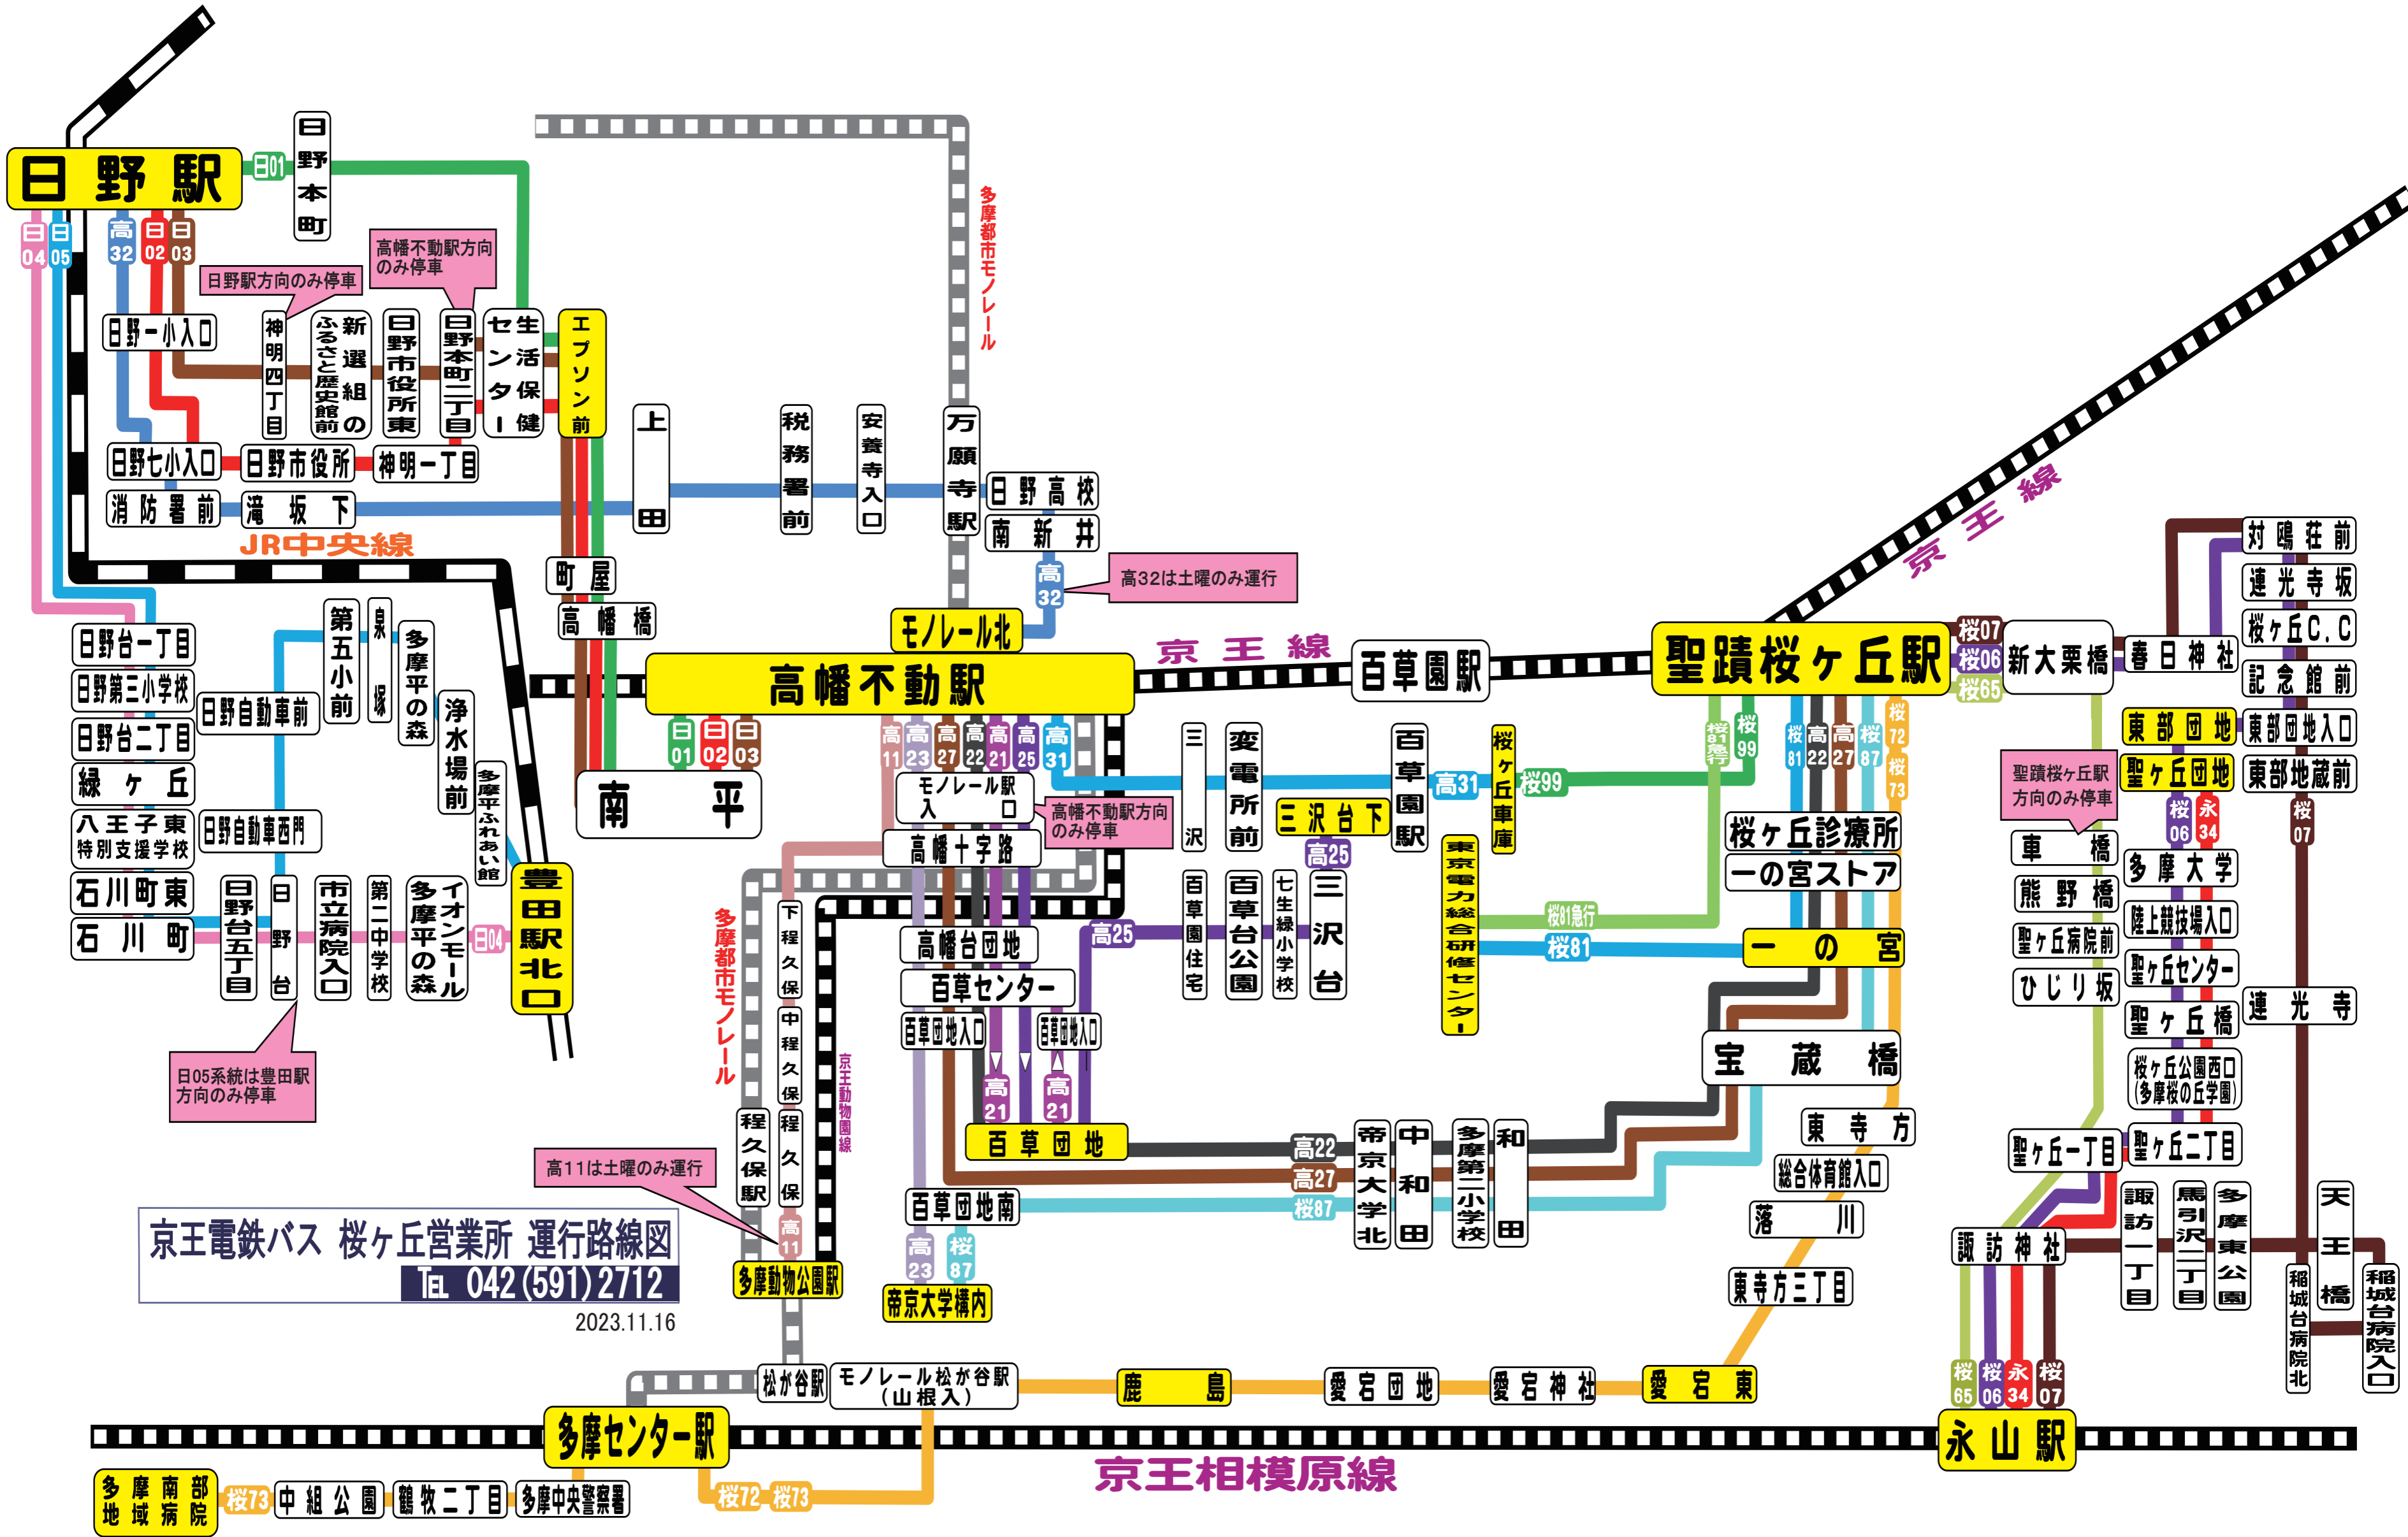 日野駅
日01
日野本町
日04
日05
高32
日02
日03
日野駅方向のみ停車
高幡不動駅方向
のみ停車
日野一小入口
神明四丁目
新選組の
ふるさと歴史館前
日野市役所東
日野本町二丁目
生活保健
センター
エプソン前
日野七小入口
日野市役所
神明一丁目
消防署前
滝坂下
JR中央線
上田
税務署前
安養寺入口
万願寺駅
日野高校
南新井
高32
高32は土曜のみ運行
多摩都市モノレール
町屋
高幡橋
モノレール北
高幡不動駅
京王線
百草園駅
聖蹟桜ヶ丘駅
京王線
桜07
桜06
桜65
新大栗橋
春日神社
対鴎荘前
連光寺坂
桜ヶ丘C.C
記念館前
東部団地
東部団地入口
聖ヶ丘団地
東部地蔵前
日野台一丁目
日野第三小学校
日野台二丁目
緑ヶ丘
八王子東
特別支援学校
石川町東
石川町
日野自動車前
日野自動車西門
第五小前
泉塚
多摩平の森
浄水場前
多摩平ふれあい館
豊田駅北口
日野台五丁目
日野台
市立病院入口
第二中学校
イオンモール
多摩平の森
日04
日05系統は豊田駅
方向のみ停車
日01
日02
日03
南平
高11
高23
高27
高22
高21
高25
高31
モノレール駅
入口
高幡不動駅方向
のみ停車
高幡十字路
三沢
変電所前
三沢台下
高25
百草園駅
高31
桜ヶ丘車庫
桜99
桜81急行
桜99
桜81
高22
高27
桜87
桜72
桜73
桜ヶ丘診療所
一の宮ストア
一の宮
東京電力総合研修センター
桜81急行
桜81
下程久保
中程久保
程久保
程久保駅
高11
多摩都市モノレール
京王動物園線
高幡台団地
百草センター
百草団地入口
百草団地入口
高25
百草園住宅
百草台公園
七生緑小学校
三沢台
高21
高21
百草団地
高22
高27
桜87
帝京大学北
中和田
多摩第二小学校
和田
宝蔵橋
百草団地南
高23
桜87
帝京大学構内
高11は土曜のみ運行
多摩動物公園駅
東寺方
総合体育館入口
落川
東寺方三丁目
聖蹟桜ヶ丘駅
方向のみ停車
車橋
熊野橋
聖ヶ丘病院前
ひじり坂
桜06
永34
桜07
多摩大学
陸上競技場入口
聖ヶ丘センター
聖ヶ丘橋
桜ヶ丘公園西口
(多摩桜の丘学園)
聖ヶ丘一丁目
聖ヶ丘二丁目
連光寺
諏訪神社
諏訪一丁目
馬引沢二丁目
多摩東公園
天王橋
稲城台病院北
稲城台病院入口
桜65
桜06
永34
桜07
永山駅
京王電鉄バス 桜ヶ丘営業所 運行路線図
TEL 042(591)2712
2023.11.16
松が谷駅
モノレール松が谷駅
(山根入)
鹿島
愛宕団地
愛宕神社
愛宕東
多摩センター駅
京王相模原線
多摩南部
地域病院
桜73
中組公園
鶴牧二丁目
多摩中央警察署
桜72
桜73